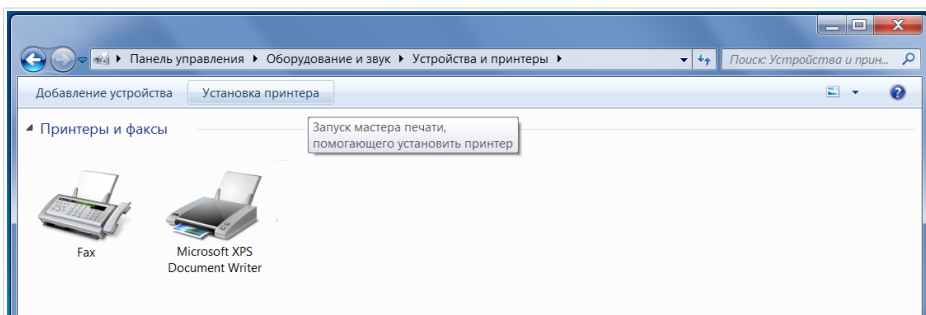 Панель управления Оборудование и звук Устройства и принтеры Поиск: Устройства и прин...
Добавление устройства Установка принтера
Принтеры и факсы
Запуск мастера печати,
помогающего установить принтер
Fax
Microsoft XPS
Document Writer